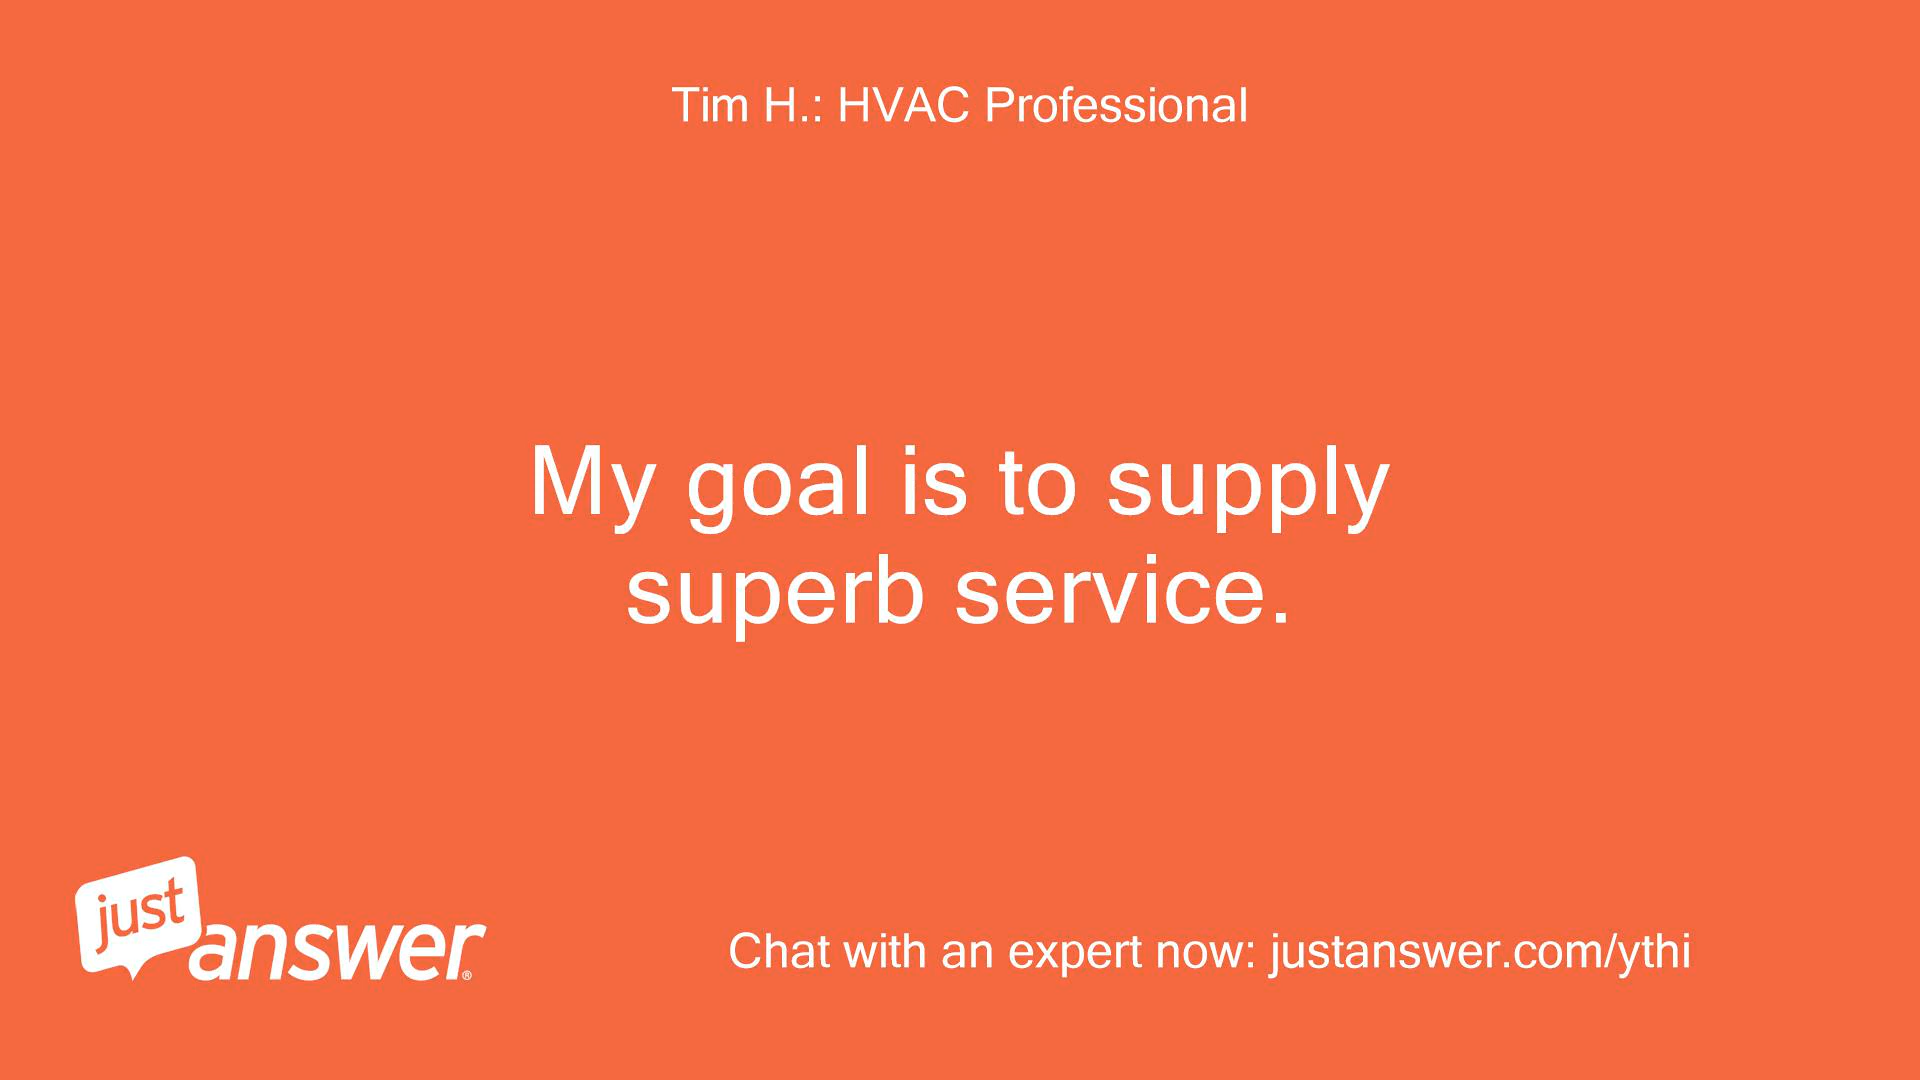 Tim H.: HVAC Professional
My goal is to supply
superb service.
just
answer®
Chat with an expert now: justanswer.com/ythi